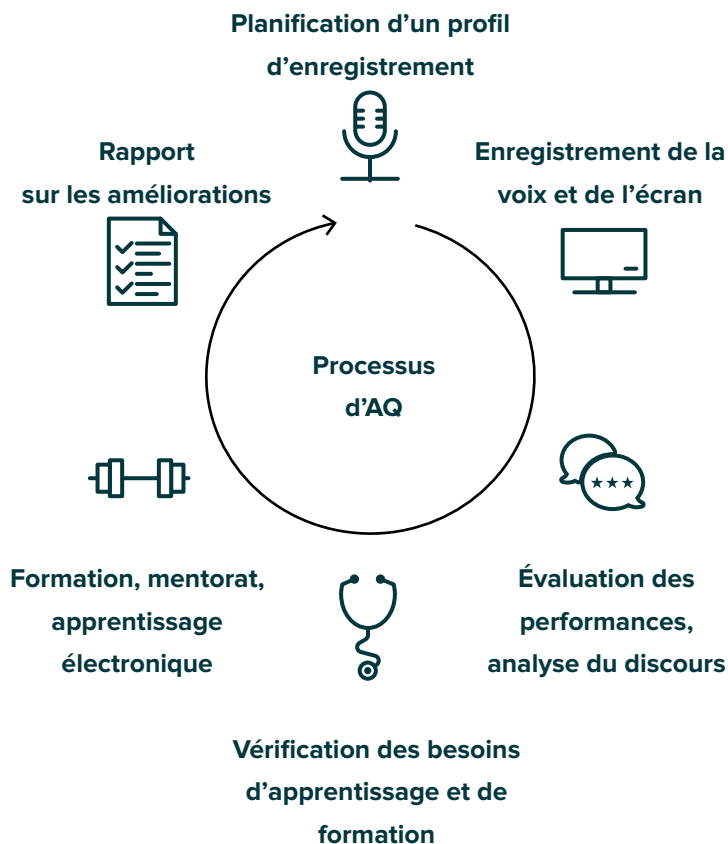 Planification d’un profil
d’enregistrement
Enregistrement de la
voix et de l’écran
Évaluation des
performances,
analyse du discours
Vérification des besoins
d’apprentissage et de
formation
Formation, mentorat,
apprentissage
électronique
Rapport
sur les améliorations
Processus
d’AQ